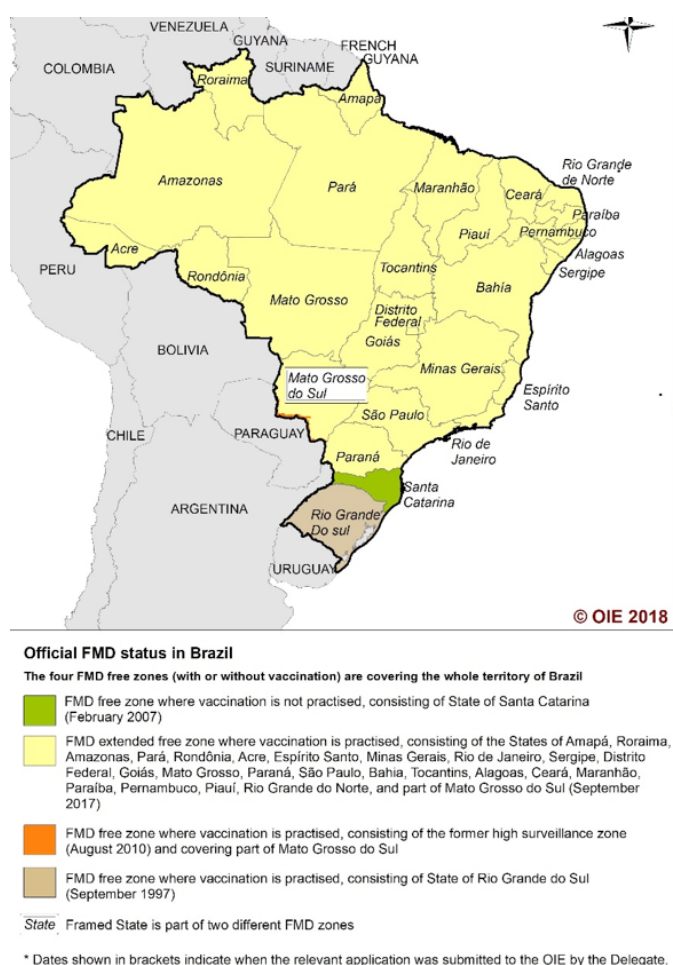 VENEZUELA
GUYANA
FRENCH
GUYANA
COLOMBIA
SURINAME
Roraima
Amapá
Rio Grande
de Norte
Amazonas
Pará
Maranhão
Ceará
Paraíba
Piauí
Pernambuco
Acre
Alagoas
Tocantins
Sergipe
PERU
Rondônia
Bahía
Mato Grosso
Distrito
Federal
Goiás
BOLIVIA
Minas Gerais
Mato Grosso
do Sul
Espírito
Santo
São Paulo
CHILE
PARAGUAY
Rio de
Janeiro
Paraná
Santa
Catarina
ARGENTINA
Rio Grande
Do sul
URUGUAY
© OIE 2018
Official FMD status in Brazil
The four FMD free zones (with or without vaccination) are covering the whole territory of Brazil
FMD free zone where vaccination is not practised, consisting of State of Santa Catarina
(February 2007)
FMD extended free zone where vaccination is practised, consisting of the States of Amapá, Roraima,
Amazonas, Pará, Rondônia, Acre, Espírito Santo, Minas Gerais, Rio de Janeiro, Sergipe, Distrito
Federal, Goiás, Mato Grosso, Paraná, São Paulo, Bahia, Tocantins, Alagoas, Ceará, Maranhão,
Paraíba, Pernambuco, Piauí, Rio Grande do Norte, and part of Mato Grosso do Sul (September
2017)
FMD free zone where vaccination is practised, consisting of the former high surveillance zone
(August 2010) and covering part of Mato Grosso do Sul
FMD free zone where vaccination is practised, consisting of State of Rio Grande do Sul
(September 1997)
State Framed State is part of two different FMD zones
* Dates shown in brackets indicate when the relevant application was submitted to the OIE by the Delegate.